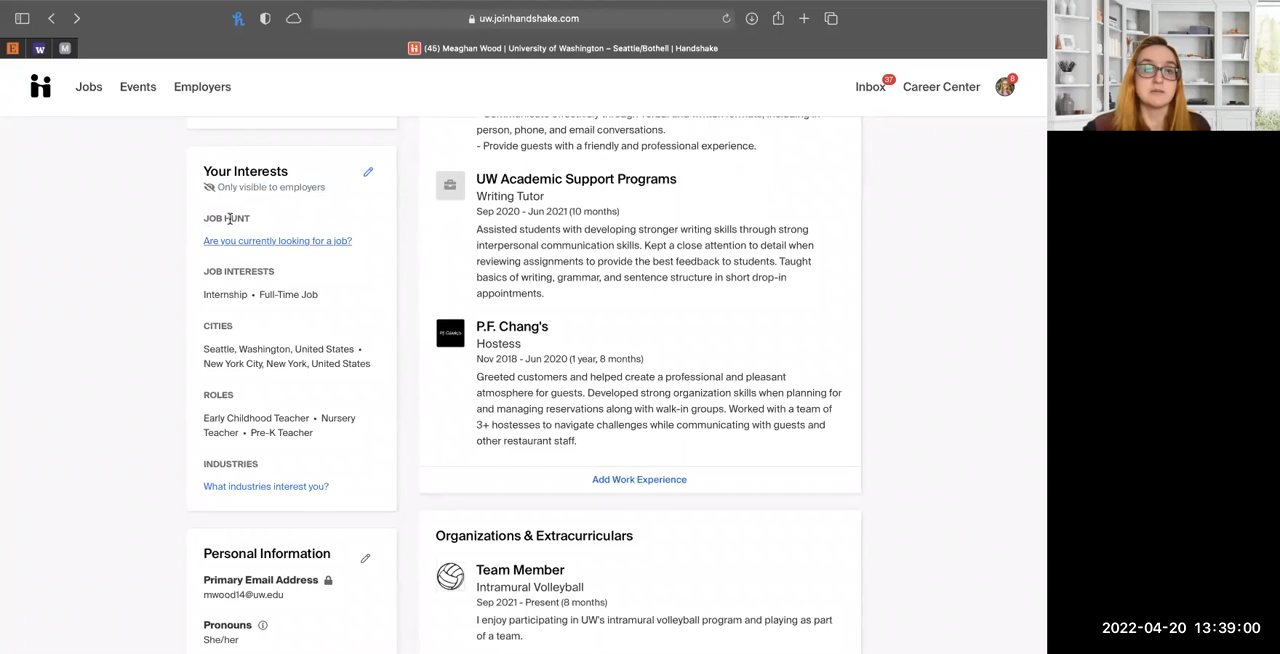 uw.joinhandshake.com
E
W
M
(45) Meaghan Wood | University of Washington – Seattle/Bothell | Handshake
Jobs
Events
Employers
Inbox
37
Career Center
8
Your Interests
Only visible to employers
JOB HUNT
Are you currently looking for a job?
JOB INTERESTS
Internship • Full-Time Job
CITIES
Seattle, Washington, United States •
New York City, New York, United States
ROLES
Early Childhood Teacher • Nursery
Teacher • Pre-K Teacher
INDUSTRIES
What industries interest you?
Personal Information
Primary Email Address
mwood14@uw.edu
Pronouns
She/her
person, phone, and email conversations.
- Provide guests with a friendly and professional experience.
UW Academic Support Programs
Writing Tutor
Sep 2020 - Jun 2021 (10 months)
Assisted students with developing stronger writing skills through strong
interpersonal communication skills. Kept a close attention to detail when
reviewing assignments to provide the best feedback to students. Taught
basics of writing, grammar, and sentence structure in short drop-in
appointments.
P.F. CHANG'S
P.F. Chang's
Hostess
Nov 2018 - Jun 2020 (1 year, 8 months)
Greeted customers and helped create a professional and pleasant
atmosphere for guests. Developed strong organization skills when planning for
and managing reservations along with walk-in groups. Worked with a team of
3+ hostesses to navigate challenges while communicating with guests and
other restaurant staff.
Add Work Experience
Organizations & Extracurriculars
Team Member
Intramural Volleyball
Sep 2021 - Present (8 months)
I enjoy participating in UW's intramural volleyball program and playing as part
of a team.
2022-04-20 13:39:00